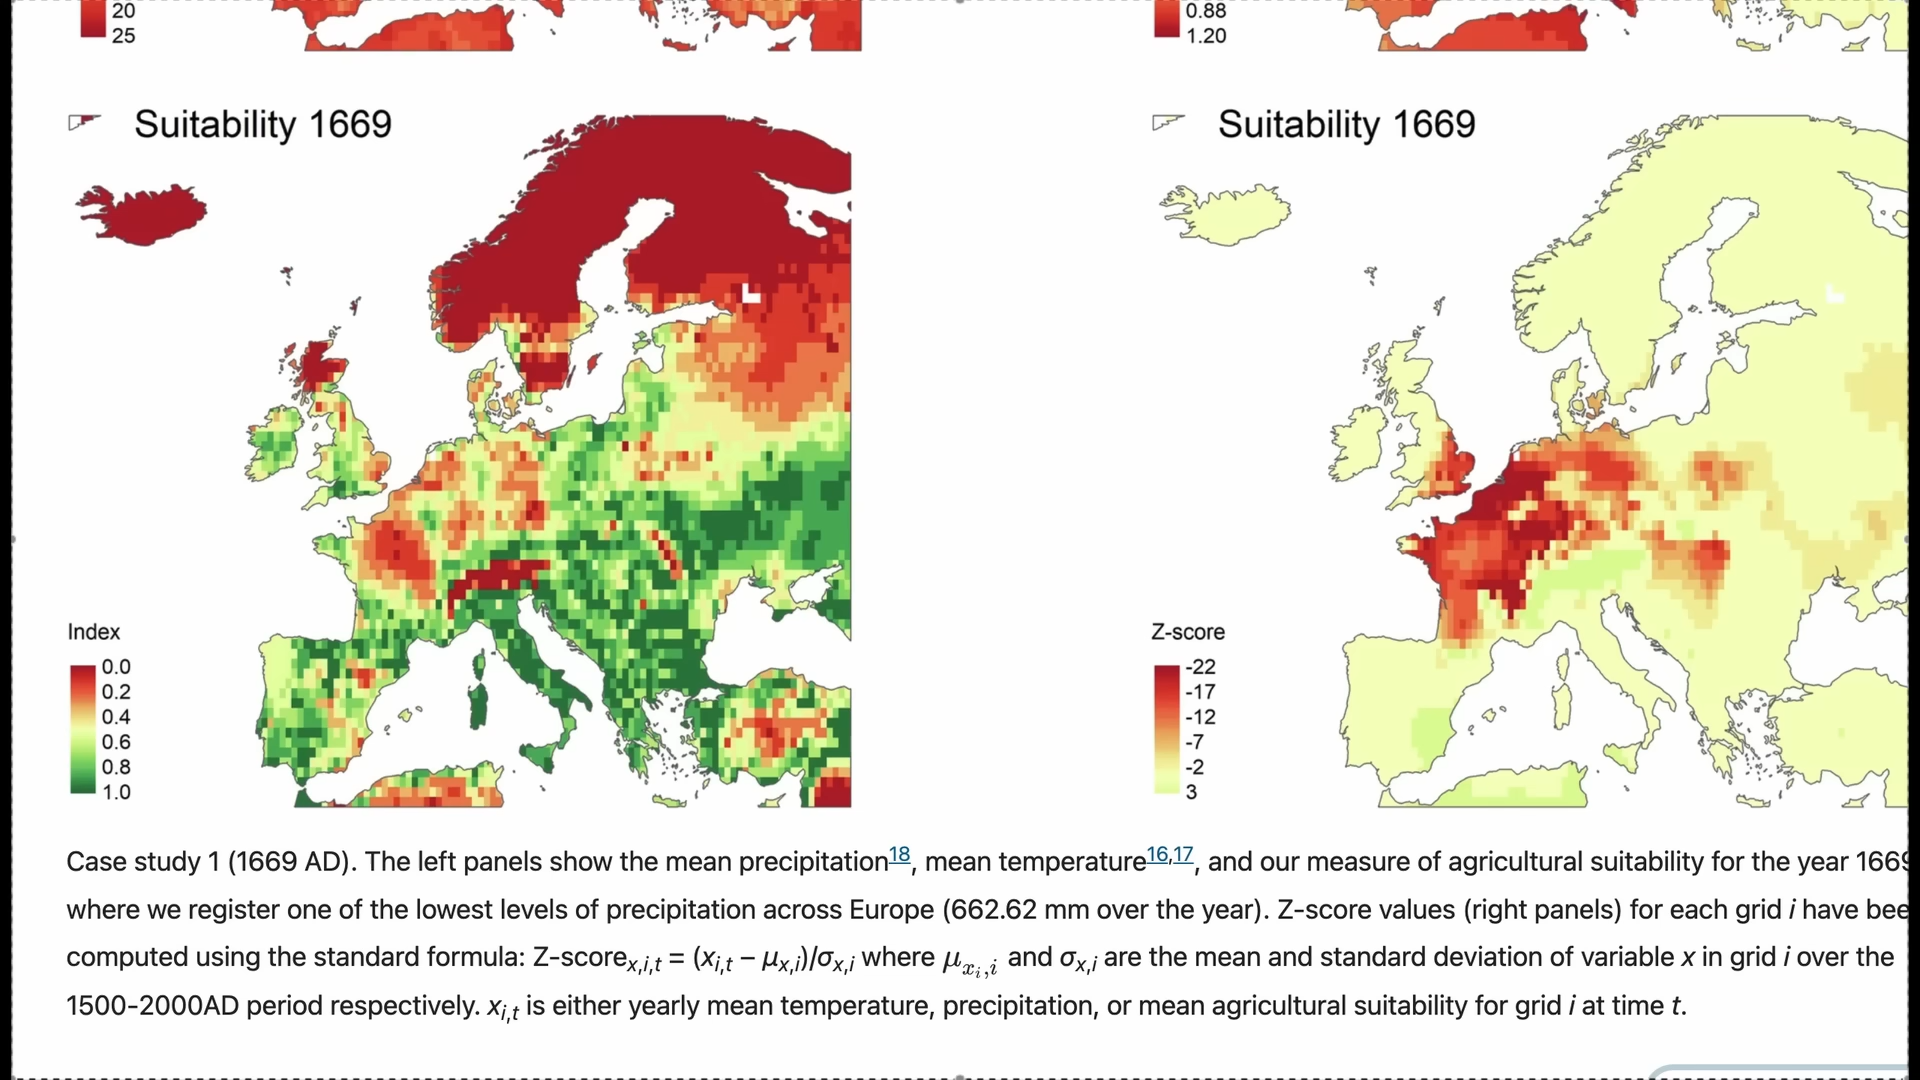 20
25
0.88
1.20
Suitability 1669
Suitability 1669
Index
0.0
0.2
0.4
0.6
0.8
1.0
Z-score
-22
-17
-12
-7
-2
3
Case study 1 (1669 AD). The left panels show the mean precipitation18, mean temperature16,17, and our measure of agricultural suitability for the year 1669
where we register one of the lowest levels of precipitation across Europe (662.62 mm over the year). Z-score values (right panels) for each grid i have bee
computed using the standard formula: Z-scorex,i,t = (xi,t − μx,i)/σx,i where μxi,i and σx,i are the mean and standard deviation of variable x in grid i over the
1500-2000AD period respectively. xi,t is either yearly mean temperature, precipitation, or mean agricultural suitability for grid i at time t.